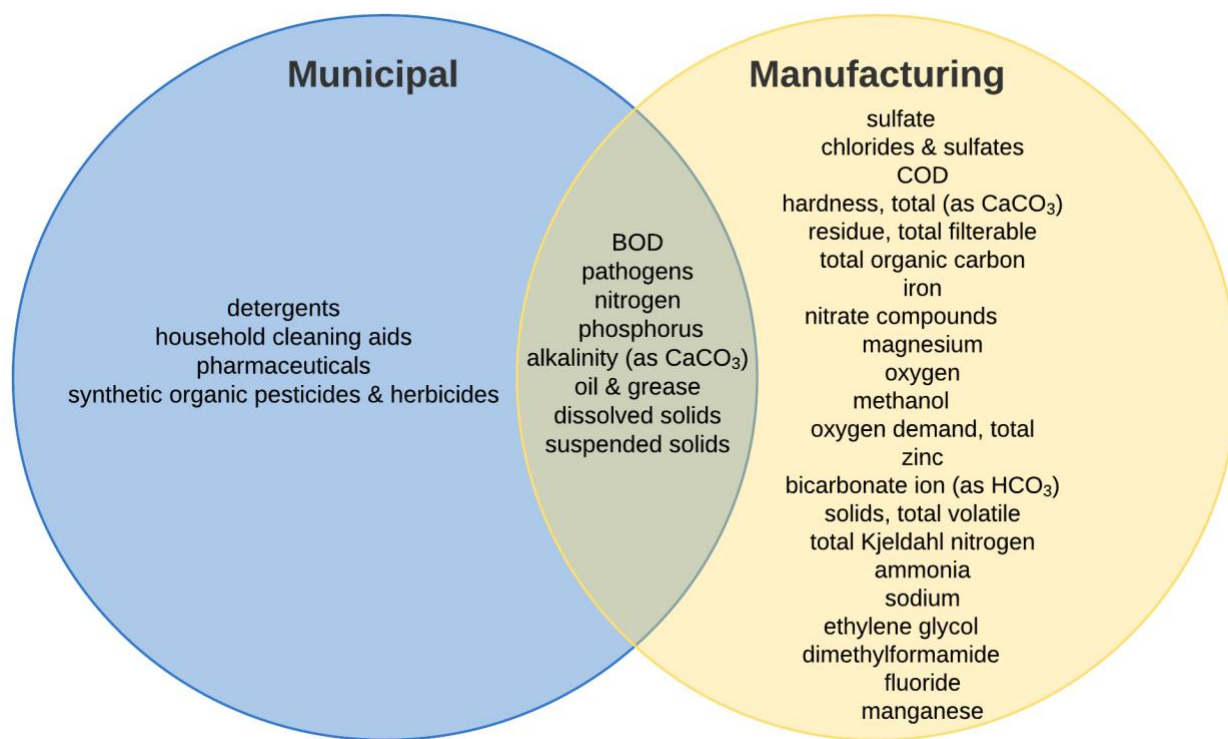 Municipal
detergents
household cleaning aids
pharmaceuticals
synthetic organic pesticides & herbicides
BOD
pathogens
nitrogen
phosphorus
alkalinity (as CaCO₃)
oil & grease
dissolved solids
suspended solids
Manufacturing
sulfate
chlorides & sulfates
COD
hardness, total (as CaCO₃)
residue, total filterable
total organic carbon
iron
nitrate compounds
magnesium
oxygen
methanol
oxygen demand, total
zinc
bicarbonate ion (as HCO₃)
solids, total volatile
total Kjeldahl nitrogen
ammonia
sodium
ethylene glycol
dimethylformamide
fluoride
manganese